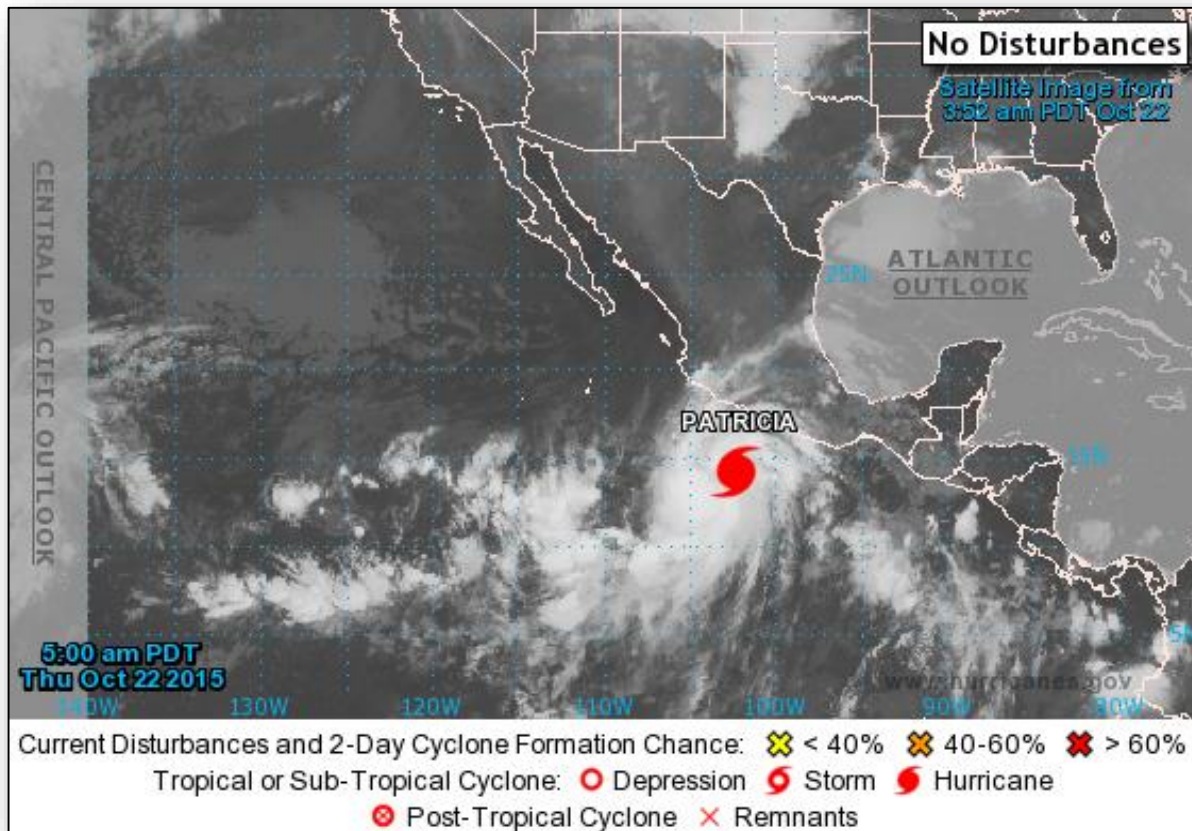 No Disturbances
Satellite Image from
3:52 am PDT Oct 22
CENTRAL PACIFIC OUTLOOK
ATLANTIC
OUTLOOK
25N
PATRICIA
15N
5:00 am PDT
Thu Oct 22 2015
5N
www.hurricanes.gov
140W 130W 120W 110W 100W 90W 80W
Current Disturbances and 2-Day Cyclone Formation Chance: < 40% 40-60% > 60%
Tropical or Sub-Tropical Cyclone: Depression Storm Hurricane
Post-Tropical Cyclone Remnants